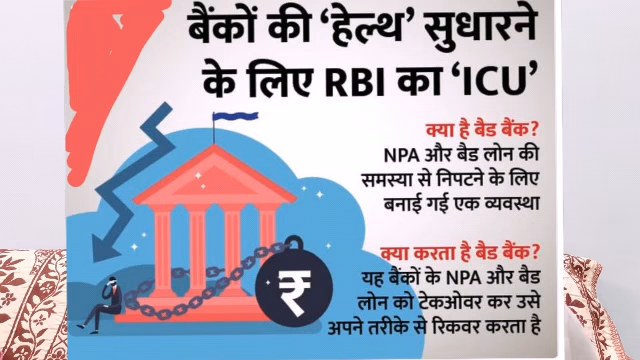 बैंकों की ‘हेल्थ’ सुधारने
के लिए RBI का ‘ICU’
क्या है बैड बैंक?
NPA और बैड लोन की
समस्या से निपटने के लिए
बनाई गई एक व्यवस्था
क्या करता है बैड बैंक?
यह बैंकों के NPA और बैड
लोन को टेकओवर कर उसे
अपने तरीके से रिकवर करता है
₹